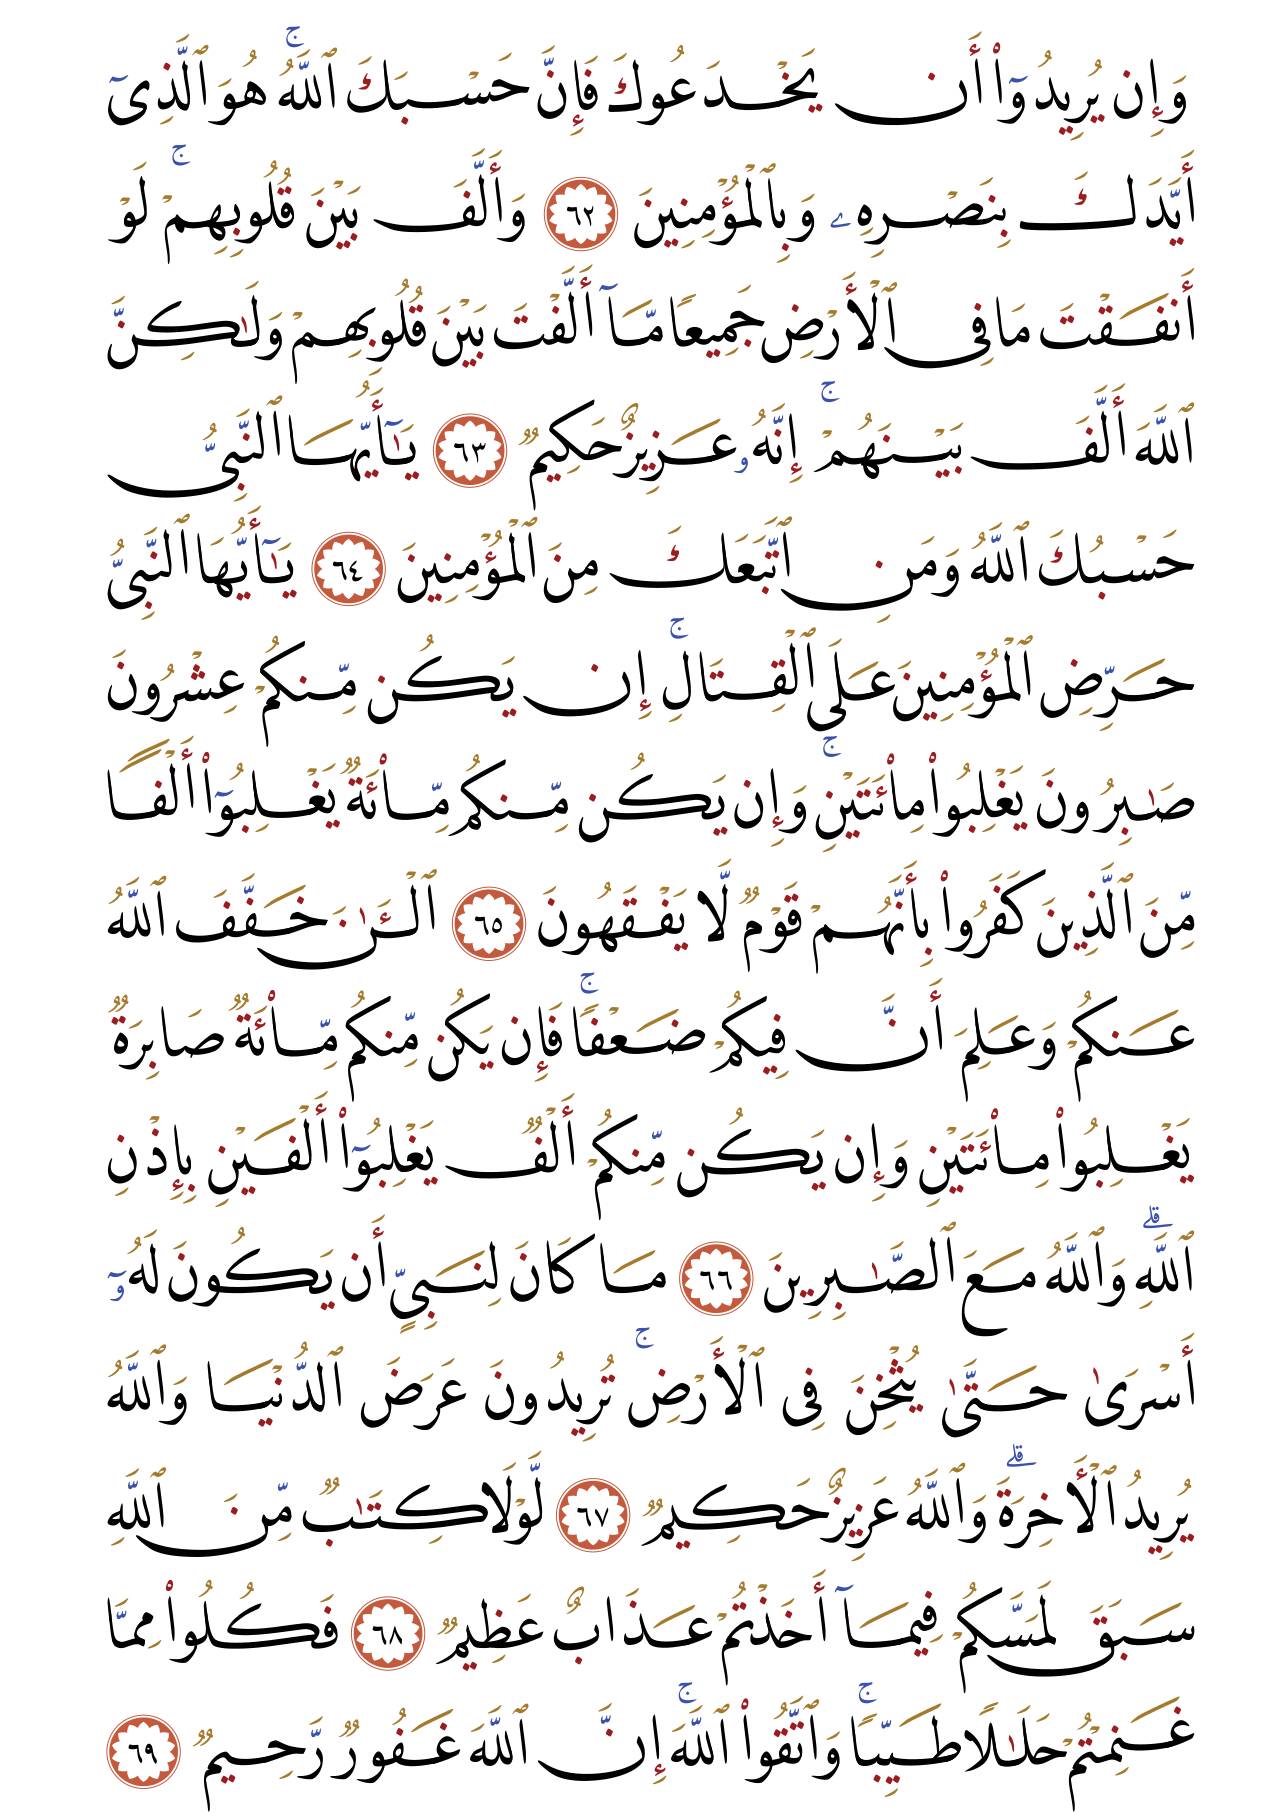 وَإِن يُرِيدُوٓا۟ أَن يَخْدَعُوكَ فَإِنَّ حَسْبَكَ ٱللَّهُ ۚ هُوَ ٱلَّذِىٓ
أَيَّدَكَ بِنَصْرِهِۦ وَبِٱلْمُؤْمِنِينَ ٦٢ وَأَلَّفَ بَيْنَ قُلُوبِهِمْ ۚ لَوْ
أَنفَقْتَ مَا فِى ٱلْأَرْضِ جَمِيعًا مَّآ أَلَّفْتَ بَيْنَ قُلُوبِهِمْ وَلَـٰكِنَّ
ٱللَّهَ أَلَّفَ بَيْنَهُمْ ۚ إِنَّهُۥ عَزِيزٌ حَكِيمٌ ٦٣ يَـٰٓأَيُّهَا ٱلنَّبِىُّ
حَسْبُكَ ٱللَّهُ وَمَنِ ٱتَّبَعَكَ مِنَ ٱلْمُؤْمِنِينَ ٦٤ يَـٰٓأَيُّهَا ٱلنَّبِىُّ
حَرِّضِ ٱلْمُؤْمِنِينَ عَلَى ٱلْقِتَالِ ۚ إِن يَكُن مِّنكُمْ عِشْرُونَ
صَـٰبِرُونَ يَغْلِبُوا۟ مِا۟ئَتَيْنِ ۚ وَإِن يَكُن مِّنكُم مِّا۟ئَةٌ يَغْلِبُوٓا۟ أَلْفًا
مِّنَ ٱلَّذِينَ كَفَرُوا۟ بِأَنَّهُمْ قَوْمٌ لَّا يَفْقَهُونَ ٦٥ ٱلْـَٔـٰنَ خَفَّفَ ٱللَّهُ
عَنكُمْ وَعَلِمَ أَنَّ فِيكُمْ ضَعْفًا ۚ فَإِن يَكُن مِّنكُم مِّا۟ئَةٌ صَابِرَةٌ
يَغْلِبُوا۟ مِا۟ئَتَيْنِ وَإِن يَكُن مِّنكُمْ أَلْفٌ يَغْلِبُوٓا۟ أَلْفَيْنِ بِإِذْنِ
ٱللَّهِ ۗ وَٱللَّهُ مَعَ ٱلصَّـٰبِرِينَ ٦٦ مَا كَانَ لِنَبِىٍّ أَن يَكُونَ لَهُۥٓ
أَسْرَىٰ حَتَّىٰ يُثْخِنَ فِى ٱلْأَرْضِ ۚ تُرِيدُونَ عَرَضَ ٱلدُّنْيَا وَٱللَّهُ
يُرِيدُ ٱلْأَخِرَةَ ۗ وَٱللَّهُ عَزِيزٌ حَكِيمٌ ٦٧ لَّوْلَا كِتَـٰبٌ مِّنَ ٱللَّهِ
سَبَقَ لَمَسَّكُمْ فِيمَآ أَخَذْتُمْ عَذَابٌ عَظِيمٌ ٦٨ فَكُلُوا۟ مِمَّا
غَنِمْتُمْ حَلَـٰلًا طَيِّبًا ۚ وَٱتَّقُوا۟ ٱللَّهَ ۚ إِنَّ ٱللَّهَ غَفُورٌ رَّحِيمٌ ٦٩